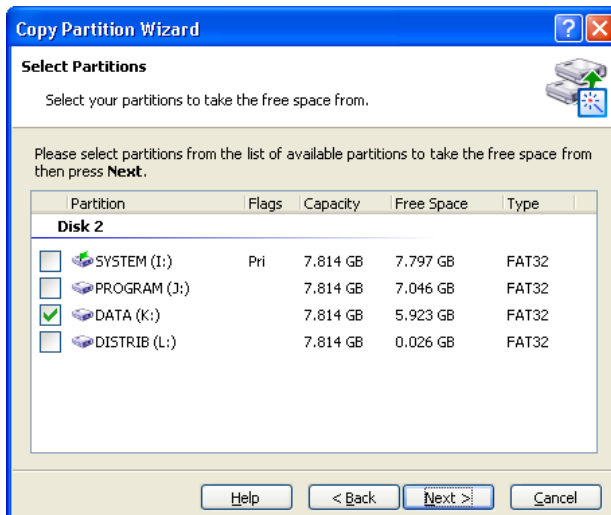 Copy Partition Wizard
Select Partitions
Select your partitions to take the free space from.
Please select partitions from the list of available partitions to take the free space from
then press Next.
Partition Flags Capacity Free Space Type
Disk 2
SYSTEM (I:) Pri 7.814 GB 7.797 GB FAT32
PROGRAM (J:) 7.814 GB 7.046 GB FAT32
DATA (K:) 7.814 GB 5.923 GB FAT32
DISTRIB (L:) 7.814 GB 0.026 GB FAT32
Help < Back Next > Cancel